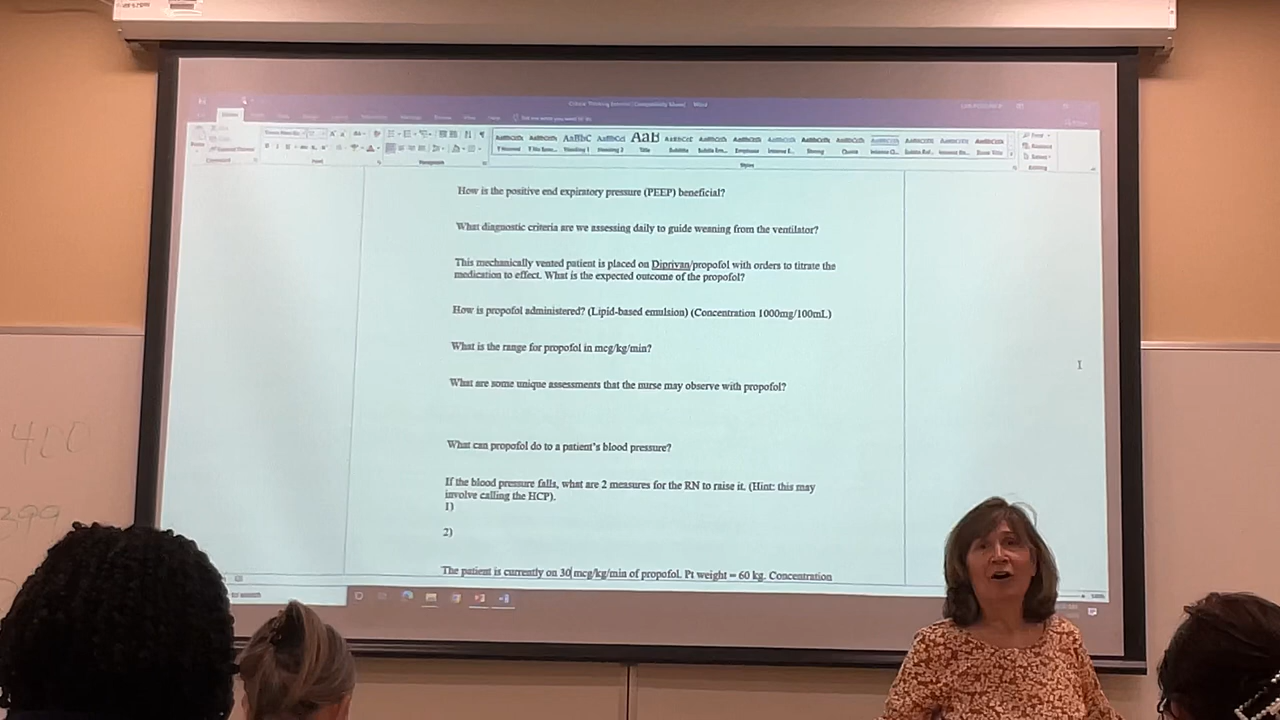 Aab
Title
Paragraph
Styles
How is the positive end expiratory pressure (PEEP) beneficial?
What diagnostic criteria are we assessing daily to guide weaning from the ventilator?
This mechanically vented patient is placed on Diprivan/propofol with orders to titrate the
medication to effect. What is the expected outcome of the propofol?
How is propofol administered? (Lipid-based emulsion) (Concentration 1000mg/100mL)
What is the range for propofol in mcg/kg/min?
What are some unique assessments that the nurse may observe with propofol?
What can propofol do to a patient's blood pressure?
If the blood pressure falls, what are 2 measures for the RN to raise it. (Hint: this may
involve calling the HCP).
1)
2)
The patient is currently on 30 mcg/kg/min of propofol. Pt weight = 60 kg. Concentration
400
399